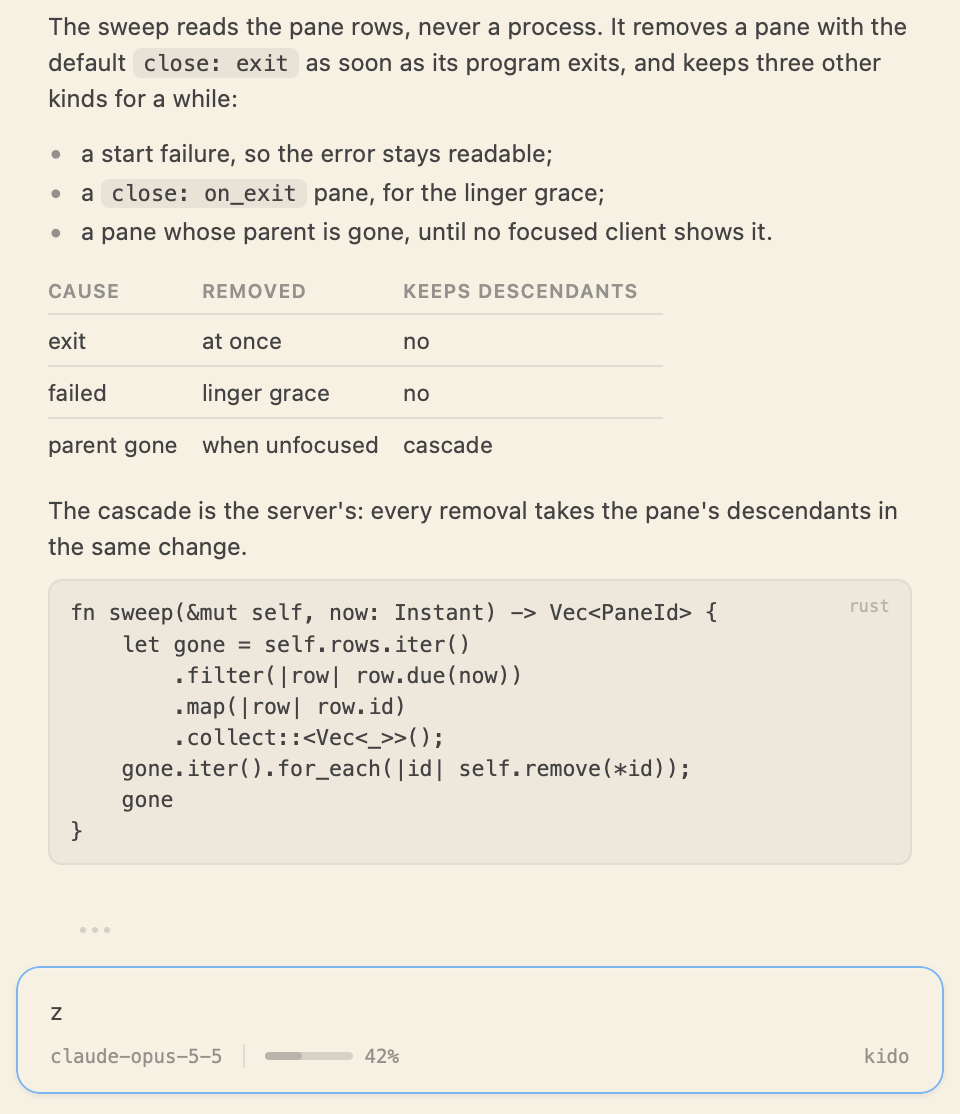 The sweep reads the pane rows, never a process. It removes a pane with the
default close: exit as soon as its program exits, and keeps three other
kinds for a while:
• a start failure, so the error stays readable;
• a close: on_exit pane, for the linger grace;
• a pane whose parent is gone, until no focused client shows it.
CAUSE REMOVED KEEPS DESCENDANTS
exit at once no
failed linger grace no
parent gone when unfocused cascade
The cascade is the server's: every removal takes the pane's descendants in
the same change.
rust
fn sweep(&mut self, now: Instant) -> Vec<PaneId> {
    let gone = self.rows.iter()
        .filter(|row| row.due(now))
        .map(|row| row.id)
        .collect::<Vec<_>>();
    gone.iter().for_each(|id| self.remove(*id));
    gone
}
z
claude-opus-5-5 42% kido